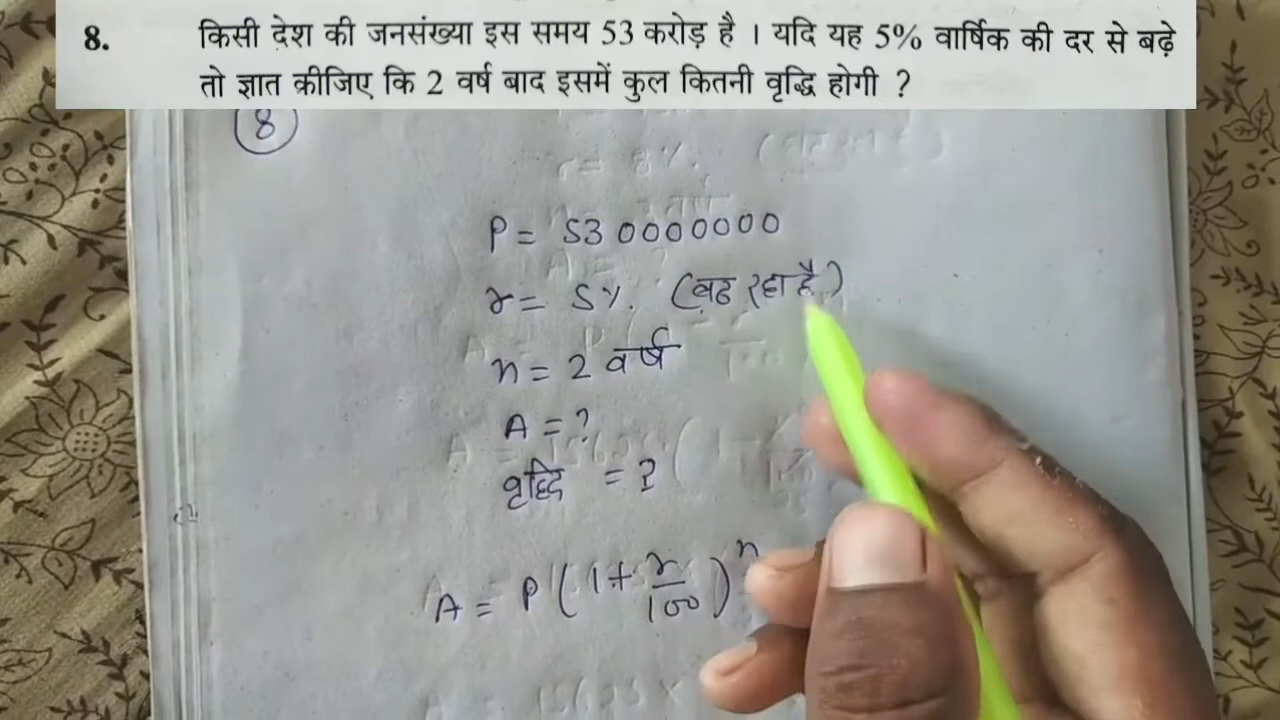 8. किसी देश की जनसंख्या इस समय 53 करोड़ है । यदि यह 5% वार्षिक की दर से बढ़े
तो ज्ञात कीजिए कि 2 वर्ष बाद इसमें कुल कितनी वृद्धि होगी ?
8
P = 530000000
r = 5%. (बढ रहा है)
n = 2 वर्ष
A = ?
वृद्धि = ?
A = P(1+r/100)^n